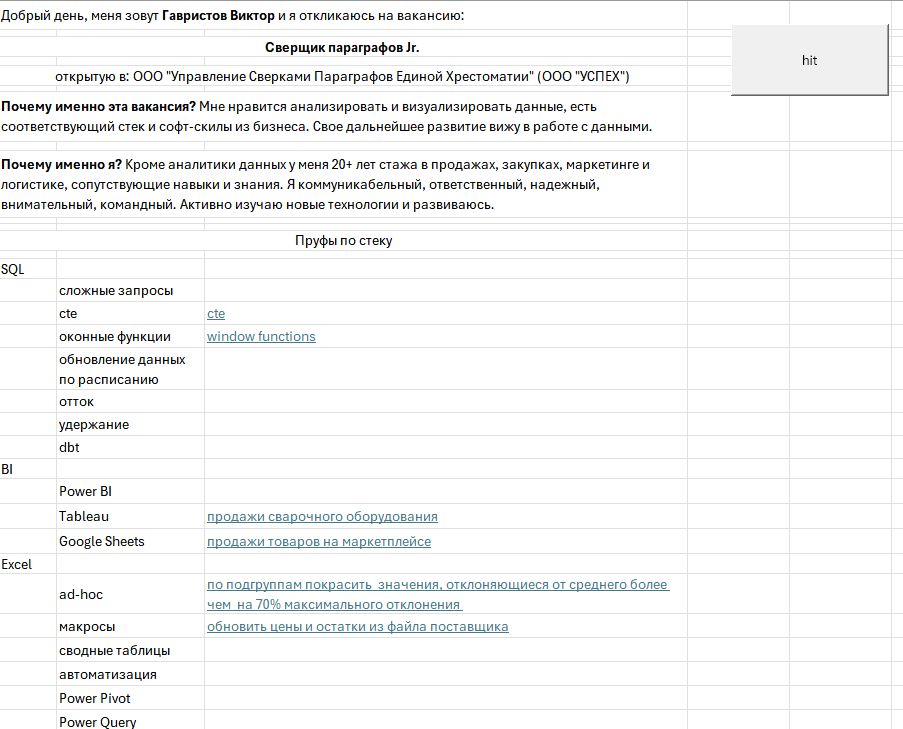 Добрый день, меня зовут Гавристов Виктор и я откликаюсь на вакансию:
hit
Сверщик параграфов Jr.
открытую в: ООО "Управление Сверками Параграфов Единой Хрестоматии" (ООО "УСПЕХ")
Почему именно эта вакансия? Мне нравится анализировать и визуализировать данные, есть
соответствующий стек и софт-скилы из бизнеса. Свое дальнейшее развитие вижу в работе с данными.
Почему именно я? Кроме аналитики данных у меня 20+ лет стажа в продажах, закупках, маркетинге и
логистике, сопутствующие навыки и знания. Я коммуникабельный, ответственный, надежный,
внимательный, командный. Активно изучаю новые технологии и развиваюсь.
Пруфы по стеку
SQL
сложные запросы
cte cte
оконные функции window functions
обновление данных
по расписанию
отток
удержание
dbt
BI
Power BI
Tableau продажи сварочного оборудования
Google Sheets продажи товаров на маркетплейсе
Excel
ad-hoc по подгруппам покрасить значения, отклоняющиеся от среднего более
чем на 70% максимального отклонения
макросы обновить цены и остатки из файла поставщика
сводные таблицы
автоматизация
Power Pivot
Power Query